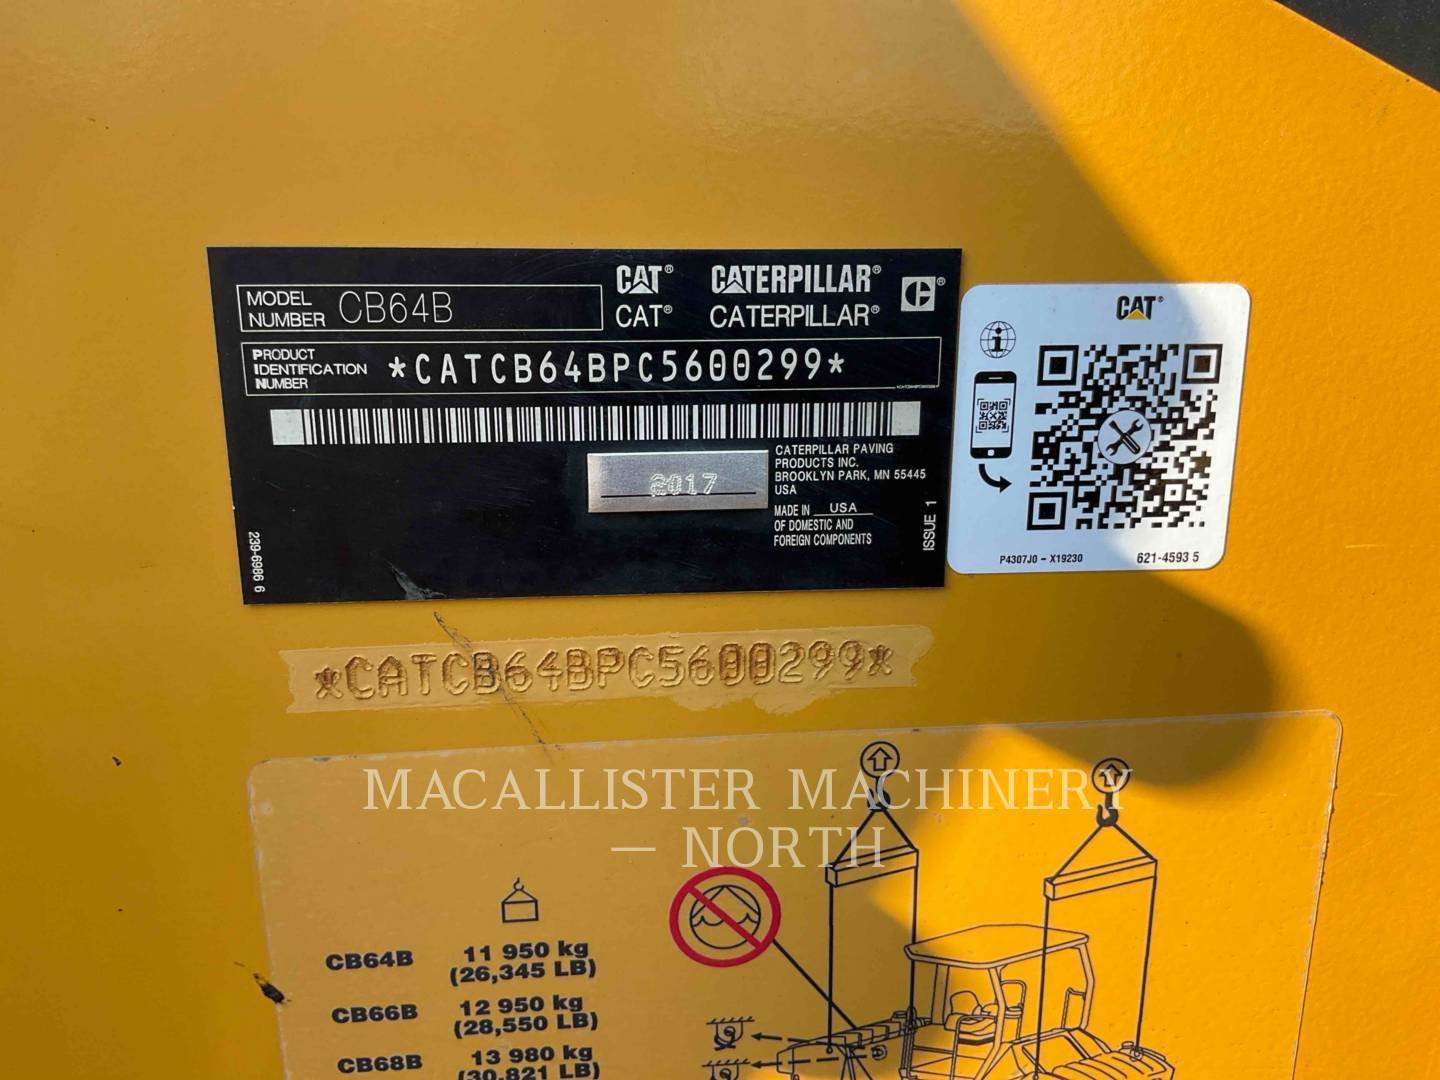 MODEL NUMBER CB64B
CAT® CATERPILLAR®
CAT® CATERPILLAR®
PRODUCT IDENTIFICATION NUMBER *CATCB64BPC5600299*
2017
CATERPILLAR PAVING
PRODUCTS INC.
BROOKLYN PARK, MN 55445
USA
MADE IN USA
OF DOMESTIC AND
FOREIGN COMPONENTS
239-6986 6
ISSUE 1
CAT®
P4307J0 - X19230
621-4593 5
*CATCB64BPC5600299*
MACALLISTER MACHINERY
— NORTH
CB64B 11 950 kg
(26,345 LB)
CB66B 12 950 kg
(28,550 LB)
CB68B 13 980 kg
(30,821 LB)